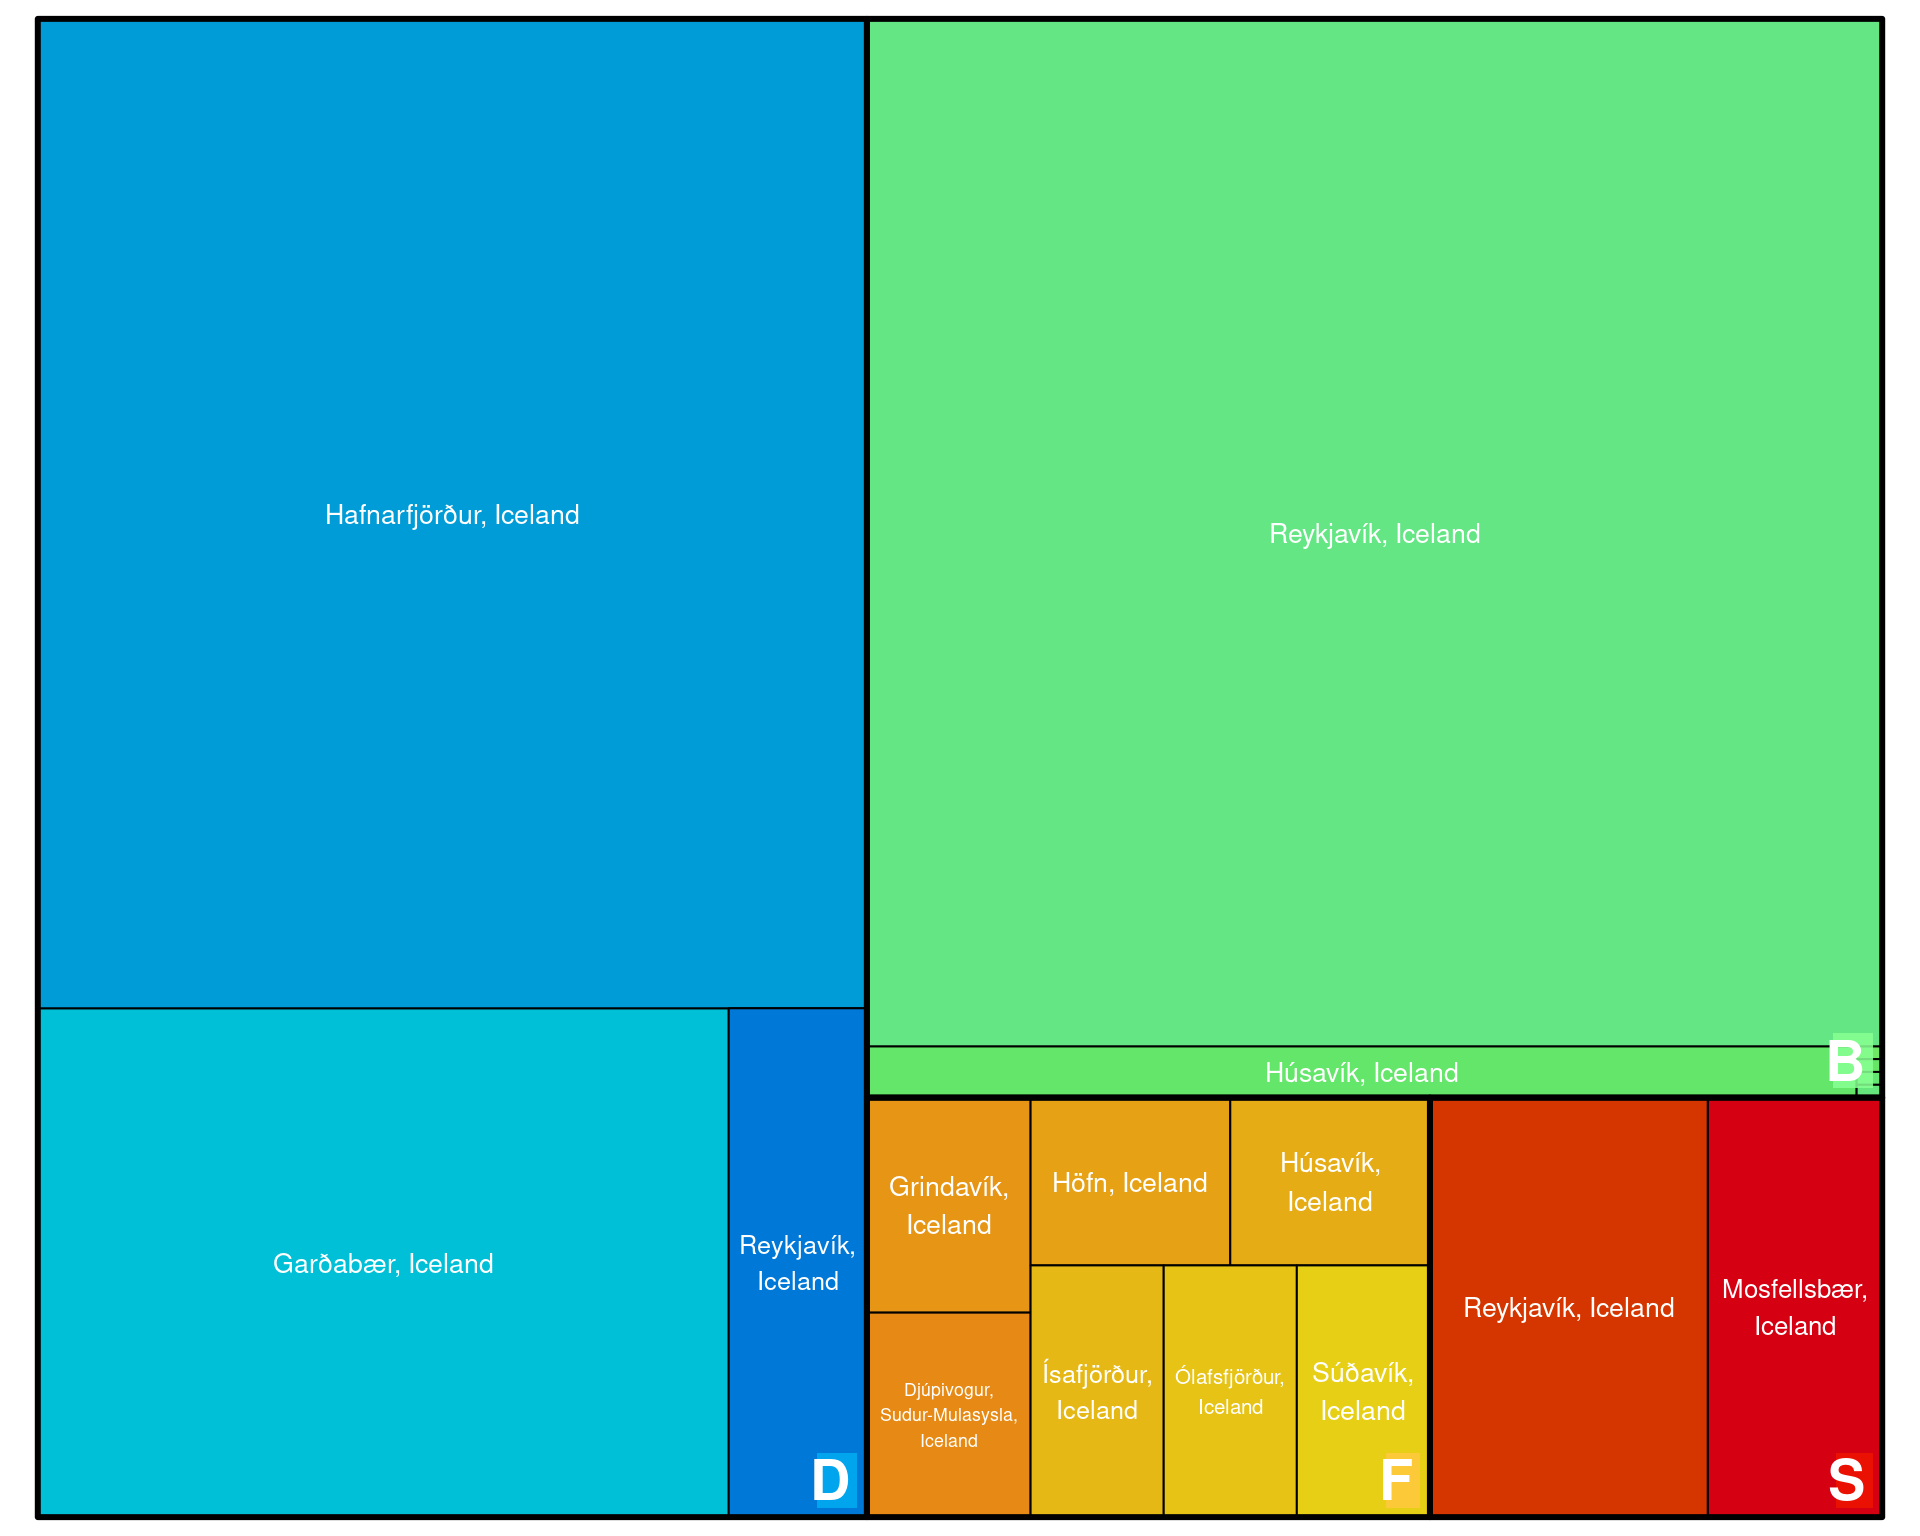 Hafnarfjörður, Iceland
Garðabær, Iceland
Reykjavík,
Iceland
D
Reykjavík, Iceland
Húsavík, Iceland
B
Grindavík,
Iceland
Höfn, Iceland
Húsavík,
Iceland
Djúpivogur,
Sudur-Mulasysla,
Iceland
Ísafjörður,
Iceland
Ólafsfjörður,
Iceland
Súðavík,
Iceland
F
Reykjavík, Iceland
Mosfellsbær,
Iceland
S